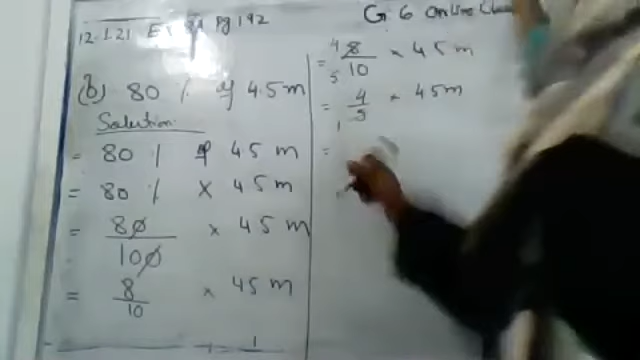 12.1.21 Ex Pg 192
G 6 Online Class
(b) 80 % of 45 m
Solution:
= 80 % of 45 m
= 80 % × 45 m
= 80/100 × 45 m
= 8/10 × 45 m
= 8/10 × 45 m
4
5
= 4/5 × 45 m
1
=